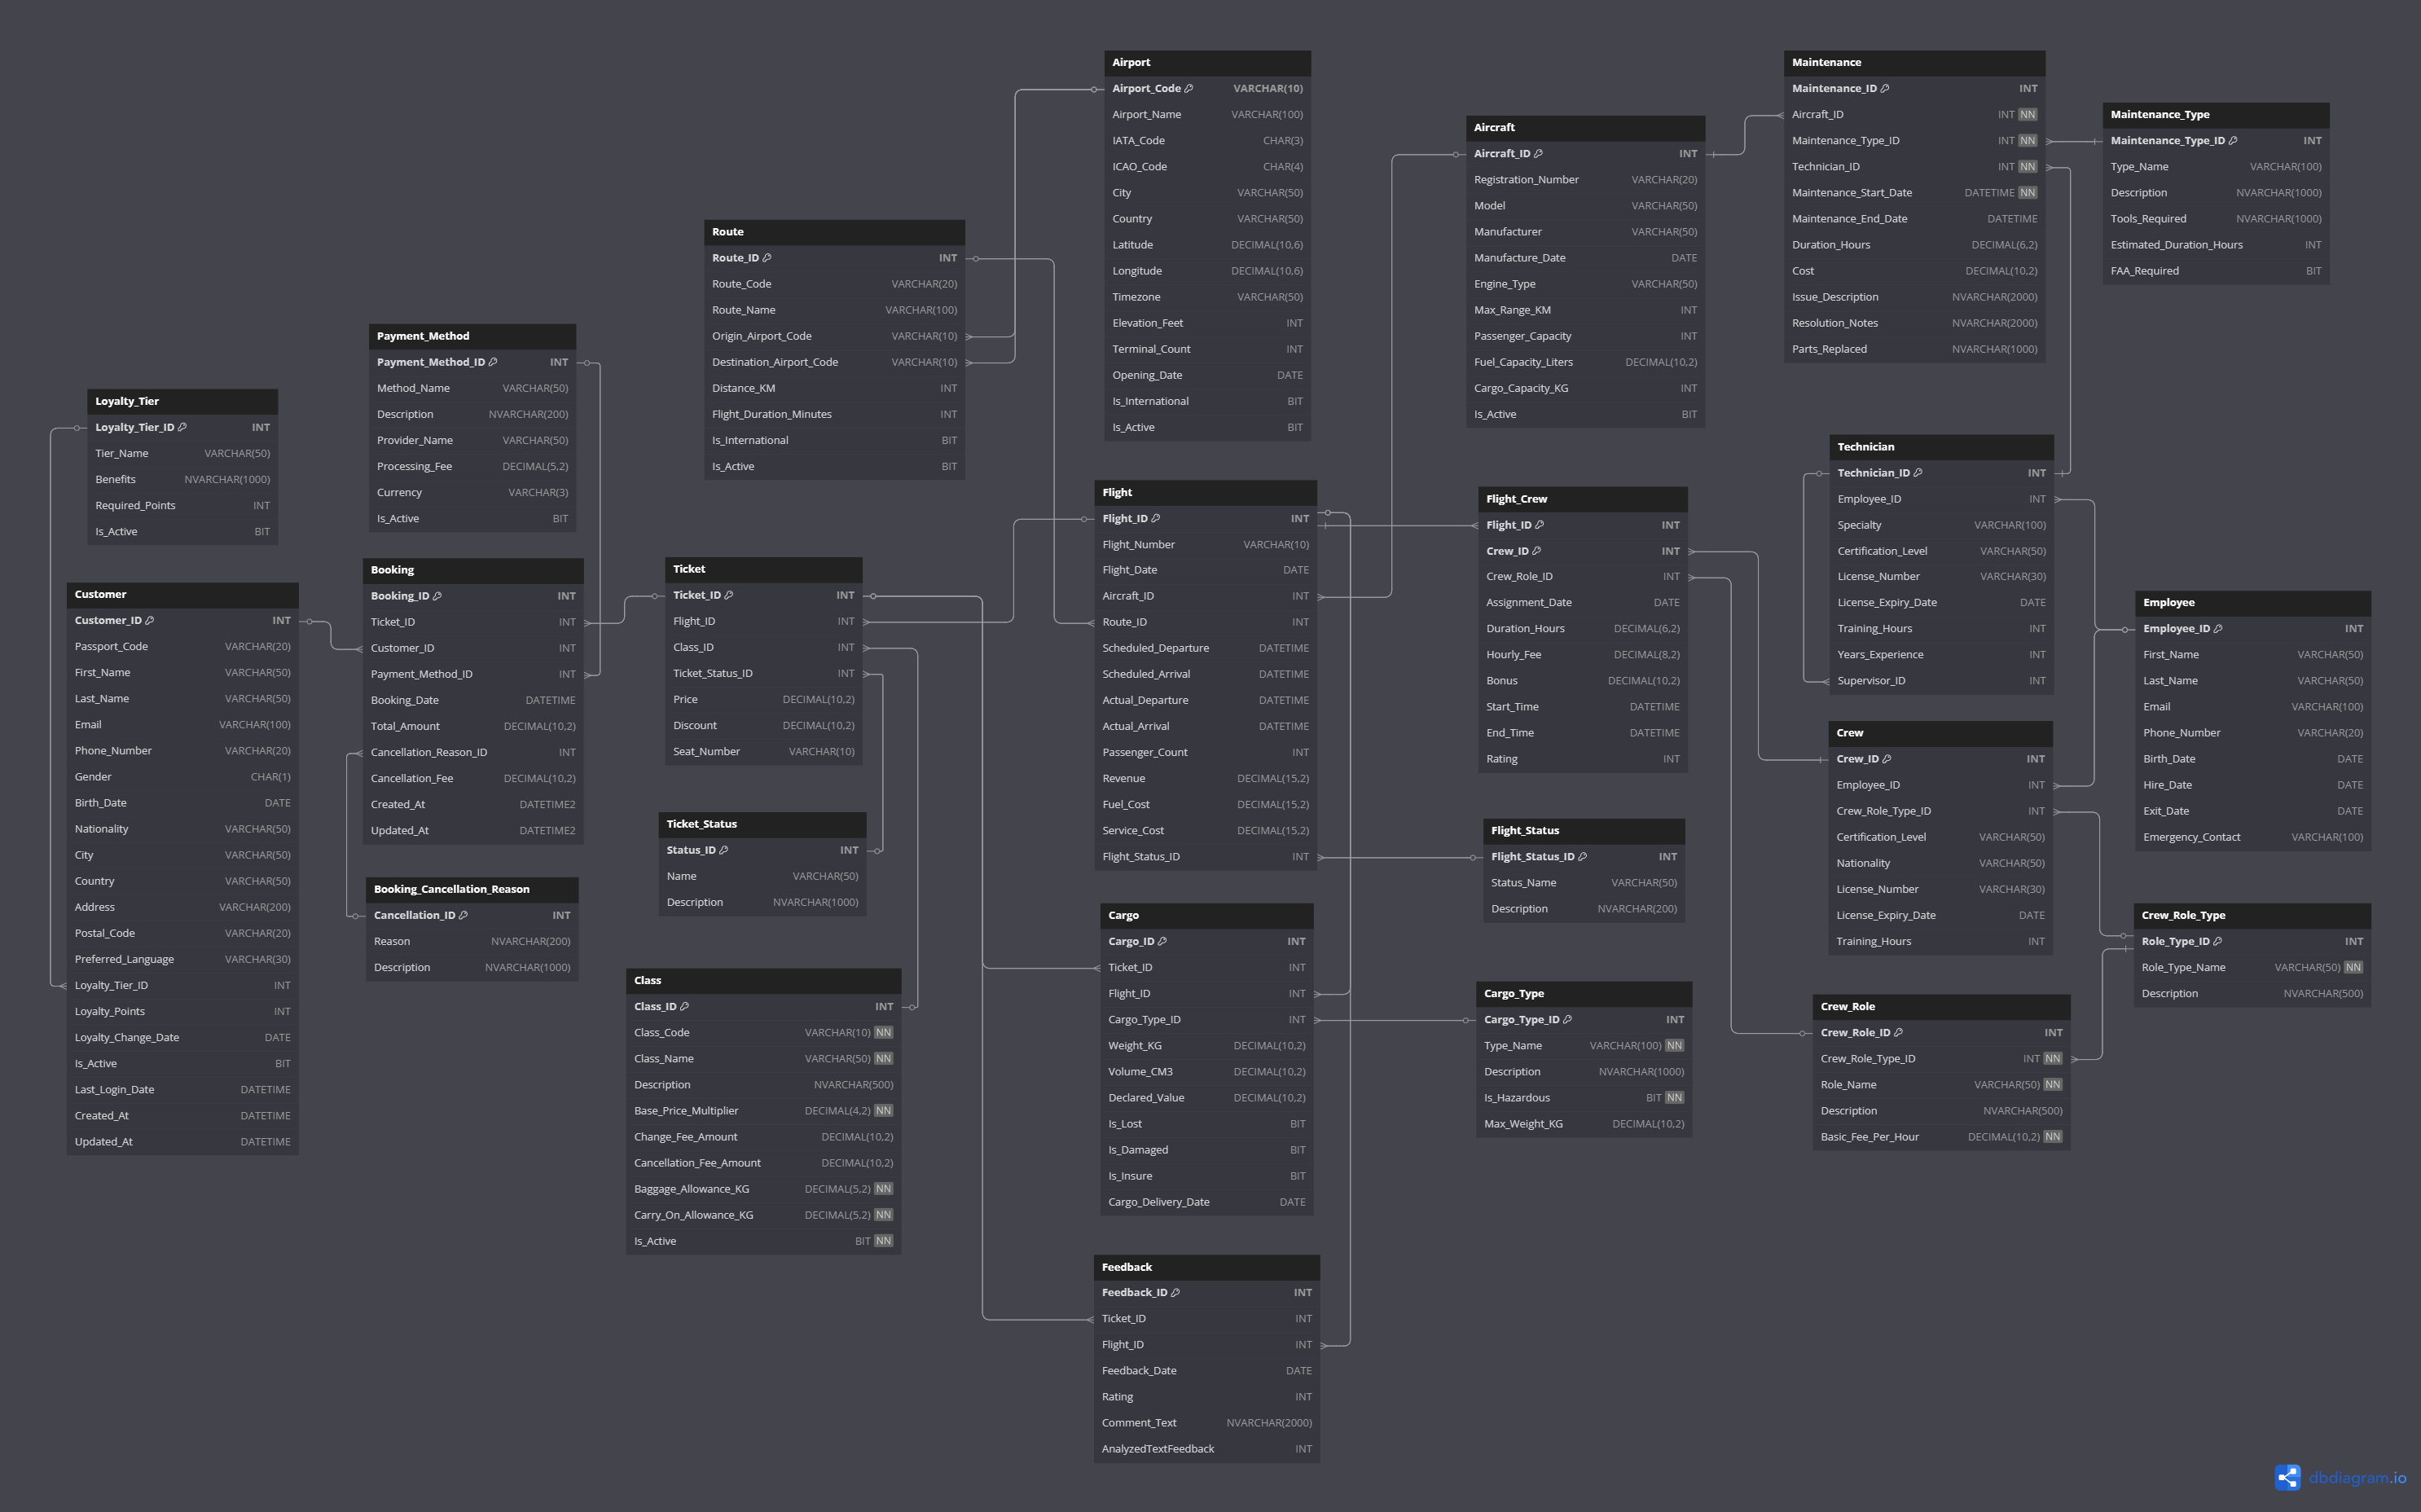 Airport
Airport_Code VARCHAR(10)
Airport_Name VARCHAR(100)
IATA_Code CHAR(3)
ICAO_Code CHAR(4)
City VARCHAR(50)
Country VARCHAR(50)
Latitude DECIMAL(10,6)
Longitude DECIMAL(10,6)
Timezone VARCHAR(50)
Elevation_Feet INT
Terminal_Count INT
Opening_Date DATE
Is_International BIT
Is_Active BIT
Maintenance
Maintenance_ID INT
Aircraft_ID INT NN
Maintenance_Type_ID INT NN
Technician_ID INT NN
Maintenance_Start_Date DATETIME NN
Maintenance_End_Date DATETIME
Duration_Hours DECIMAL(6,2)
Cost DECIMAL(10,2)
Issue_Description NVARCHAR(2000)
Resolution_Notes NVARCHAR(2000)
Parts_Replaced NVARCHAR(1000)
Maintenance_Type
Maintenance_Type_ID INT
Type_Name VARCHAR(100)
Description NVARCHAR(1000)
Tools_Required NVARCHAR(1000)
Estimated_Duration_Hours INT
FAA_Required BIT
Aircraft
Aircraft_ID INT
Registration_Number VARCHAR(20)
Model VARCHAR(50)
Manufacturer VARCHAR(50)
Manufacture_Date DATE
Engine_Type VARCHAR(50)
Max_Range_KM INT
Passenger_Capacity INT
Fuel_Capacity_Liters DECIMAL(10,2)
Cargo_Capacity_KG INT
Is_Active BIT
Route
Route_ID INT
Route_Code VARCHAR(20)
Route_Name VARCHAR(100)
Origin_Airport_Code VARCHAR(10)
Destination_Airport_Code VARCHAR(10)
Distance_KM INT
Flight_Duration_Minutes INT
Is_International BIT
Is_Active BIT
Payment_Method
Payment_Method_ID INT
Method_Name VARCHAR(50)
Description NVARCHAR(200)
Provider_Name VARCHAR(50)
Processing_Fee DECIMAL(5,2)
Currency VARCHAR(3)
Is_Active BIT
Loyalty_Tier
Loyalty_Tier_ID INT
Tier_Name VARCHAR(50)
Benefits NVARCHAR(1000)
Required_Points INT
Is_Active BIT
Technician
Technician_ID INT
Employee_ID INT
Specialty VARCHAR(100)
Certification_Level VARCHAR(50)
License_Number VARCHAR(30)
License_Expiry_Date DATE
Training_Hours INT
Years_Experience INT
Supervisor_ID INT
Flight
Flight_ID INT
Flight_Number VARCHAR(10)
Flight_Date DATE
Aircraft_ID INT
Route_ID INT
Scheduled_Departure DATETIME
Scheduled_Arrival DATETIME
Actual_Departure DATETIME
Actual_Arrival DATETIME
Passenger_Count INT
Revenue DECIMAL(15,2)
Fuel_Cost DECIMAL(15,2)
Service_Cost DECIMAL(15,2)
Flight_Status_ID INT
Flight_Crew
Flight_ID INT
Crew_ID INT
Crew_Role_ID INT
Assignment_Date DATE
Duration_Hours DECIMAL(6,2)
Hourly_Fee DECIMAL(8,2)
Bonus DECIMAL(10,2)
Start_Time DATETIME
End_Time DATETIME
Rating INT
Booking
Booking_ID INT
Ticket_ID INT
Customer_ID INT
Payment_Method_ID INT
Booking_Date DATETIME
Total_Amount DECIMAL(10,2)
Cancellation_Reason_ID INT
Cancellation_Fee DECIMAL(10,2)
Created_At DATETIME2
Updated_At DATETIME2
Ticket
Ticket_ID INT
Flight_ID INT
Class_ID INT
Ticket_Status_ID INT
Price DECIMAL(10,2)
Discount DECIMAL(10,2)
Seat_Number VARCHAR(10)
Customer
Customer_ID INT
Passport_Code VARCHAR(20)
First_Name VARCHAR(50)
Last_Name VARCHAR(50)
Email VARCHAR(100)
Phone_Number VARCHAR(20)
Gender CHAR(1)
Birth_Date DATE
Nationality VARCHAR(50)
City VARCHAR(50)
Country VARCHAR(50)
Address VARCHAR(200)
Postal_Code VARCHAR(20)
Preferred_Language VARCHAR(30)
Loyalty_Tier_ID INT
Loyalty_Points INT
Loyalty_Change_Date DATE
Is_Active BIT
Last_Login_Date DATETIME
Created_At DATETIME
Updated_At DATETIME
Employee
Employee_ID INT
First_Name VARCHAR(50)
Last_Name VARCHAR(50)
Email VARCHAR(100)
Phone_Number VARCHAR(20)
Birth_Date DATE
Hire_Date DATE
Exit_Date DATE
Emergency_Contact VARCHAR(100)
Crew
Crew_ID INT
Employee_ID INT
Crew_Role_Type_ID INT
Certification_Level VARCHAR(50)
Nationality VARCHAR(50)
License_Number VARCHAR(30)
License_Expiry_Date DATE
Training_Hours INT
Ticket_Status
Status_ID INT
Name VARCHAR(50)
Description NVARCHAR(1000)
Flight_Status
Flight_Status_ID INT
Status_Name VARCHAR(50)
Description NVARCHAR(200)
Booking_Cancellation_Reason
Cancellation_ID INT
Reason NVARCHAR(200)
Description NVARCHAR(1000)
Cargo
Cargo_ID INT
Ticket_ID INT
Flight_ID INT
Cargo_Type_ID INT
Weight_KG DECIMAL(10,2)
Volume_CM3 DECIMAL(10,2)
Declared_Value DECIMAL(10,2)
Is_Lost BIT
Is_Damaged BIT
Is_Insure BIT
Cargo_Delivery_Date DATE
Crew_Role_Type
Role_Type_ID INT
Role_Type_Name VARCHAR(50) NN
Description NVARCHAR(500)
Class
Class_ID INT
Class_Code VARCHAR(10) NN
Class_Name VARCHAR(50) NN
Description NVARCHAR(500)
Base_Price_Multiplier DECIMAL(4,2) NN
Change_Fee_Amount DECIMAL(10,2)
Cancellation_Fee_Amount DECIMAL(10,2)
Baggage_Allowance_KG DECIMAL(5,2) NN
Carry_On_Allowance_KG DECIMAL(5,2) NN
Is_Active BIT NN
Cargo_Type
Cargo_Type_ID INT
Type_Name VARCHAR(100) NN
Description NVARCHAR(1000)
Is_Hazardous BIT NN
Max_Weight_KG DECIMAL(10,2)
Crew_Role
Crew_Role_ID INT
Crew_Role_Type_ID INT NN
Role_Name VARCHAR(50) NN
Description NVARCHAR(500)
Basic_Fee_Per_Hour DECIMAL(10,2) NN
Feedback
Feedback_ID INT
Ticket_ID INT
Flight_ID INT
Feedback_Date DATE
Rating INT
Comment_Text NVARCHAR(2000)
AnalyzedTextFeedback INT
dbdiagram.io